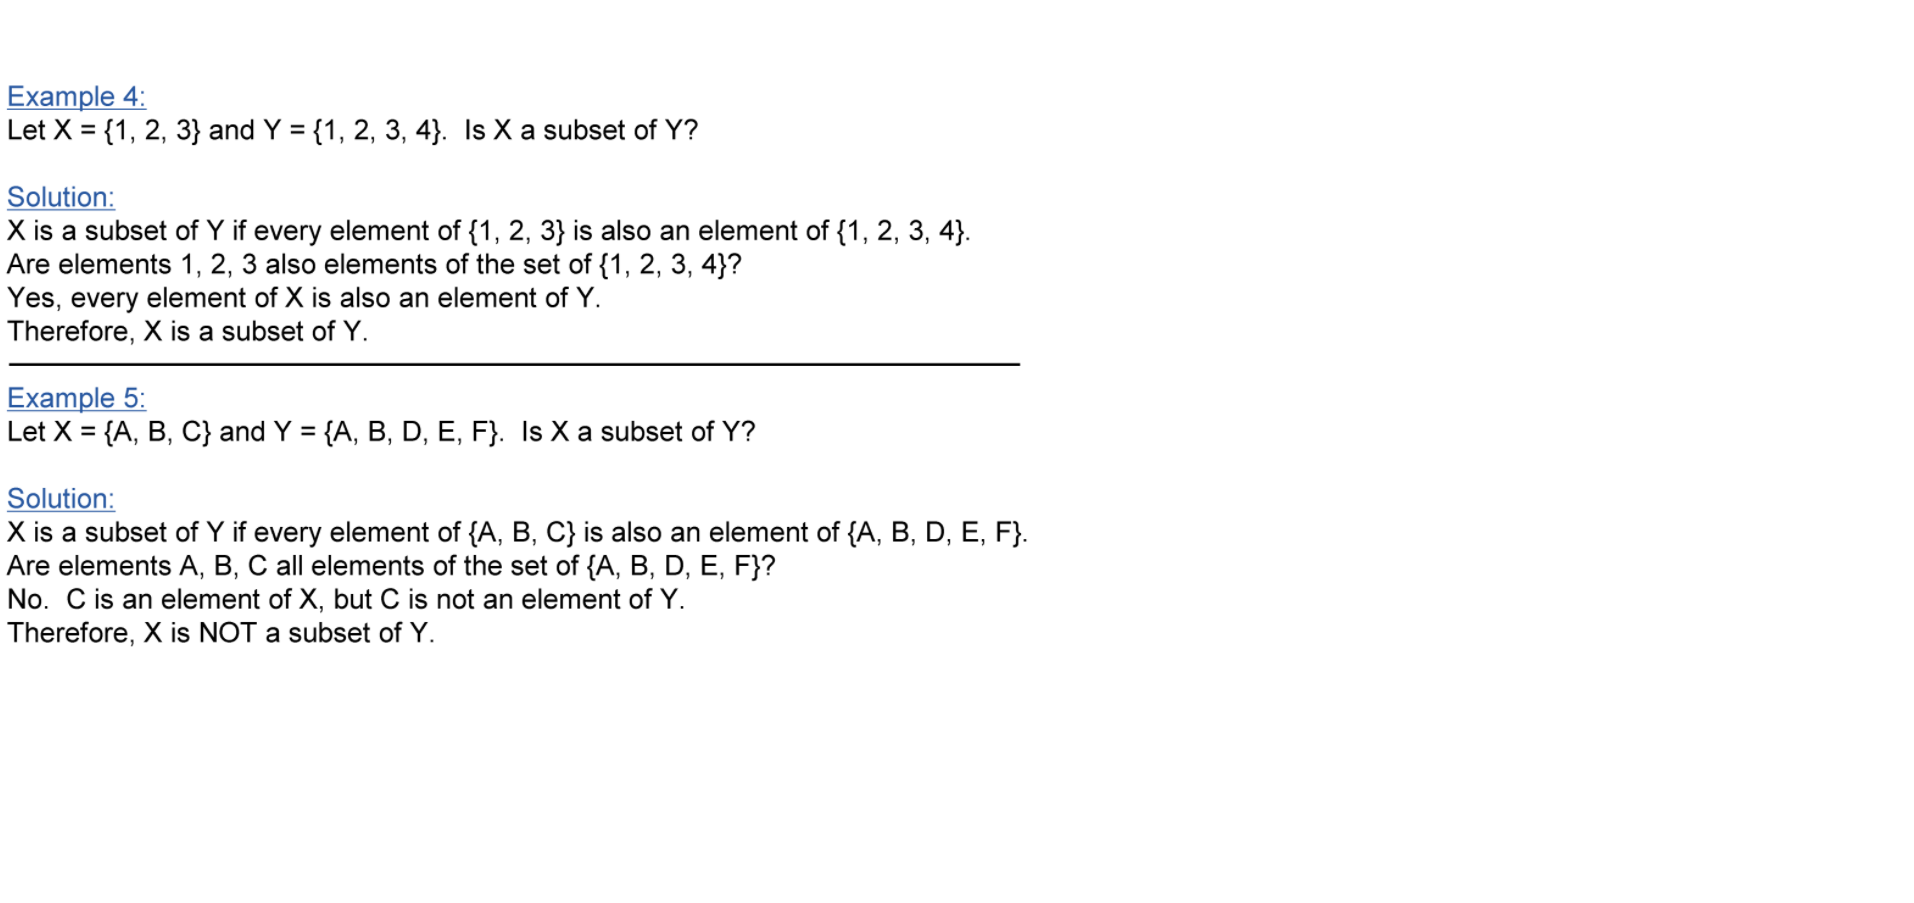 Example 4:
Let X = {1, 2, 3} and Y = {1, 2, 3, 4}.  Is X a subset of Y?
Solution:
X is a subset of Y if every element of {1, 2, 3} is also an element of {1, 2, 3, 4}.
Are elements 1, 2, 3 also elements of the set of {1, 2, 3, 4}?
Yes, every element of X is also an element of Y.
Therefore, X is a subset of Y.
Example 5:
Let X = {A, B, C} and Y = {A, B, D, E, F}.  Is X a subset of Y?
Solution:
X is a subset of Y if every element of {A, B, C} is also an element of {A, B, D, E, F}.
Are elements A, B, C all elements of the set of {A, B, D, E, F}?
No.  C is an element of X, but C is not an element of Y.
Therefore, X is NOT a subset of Y.